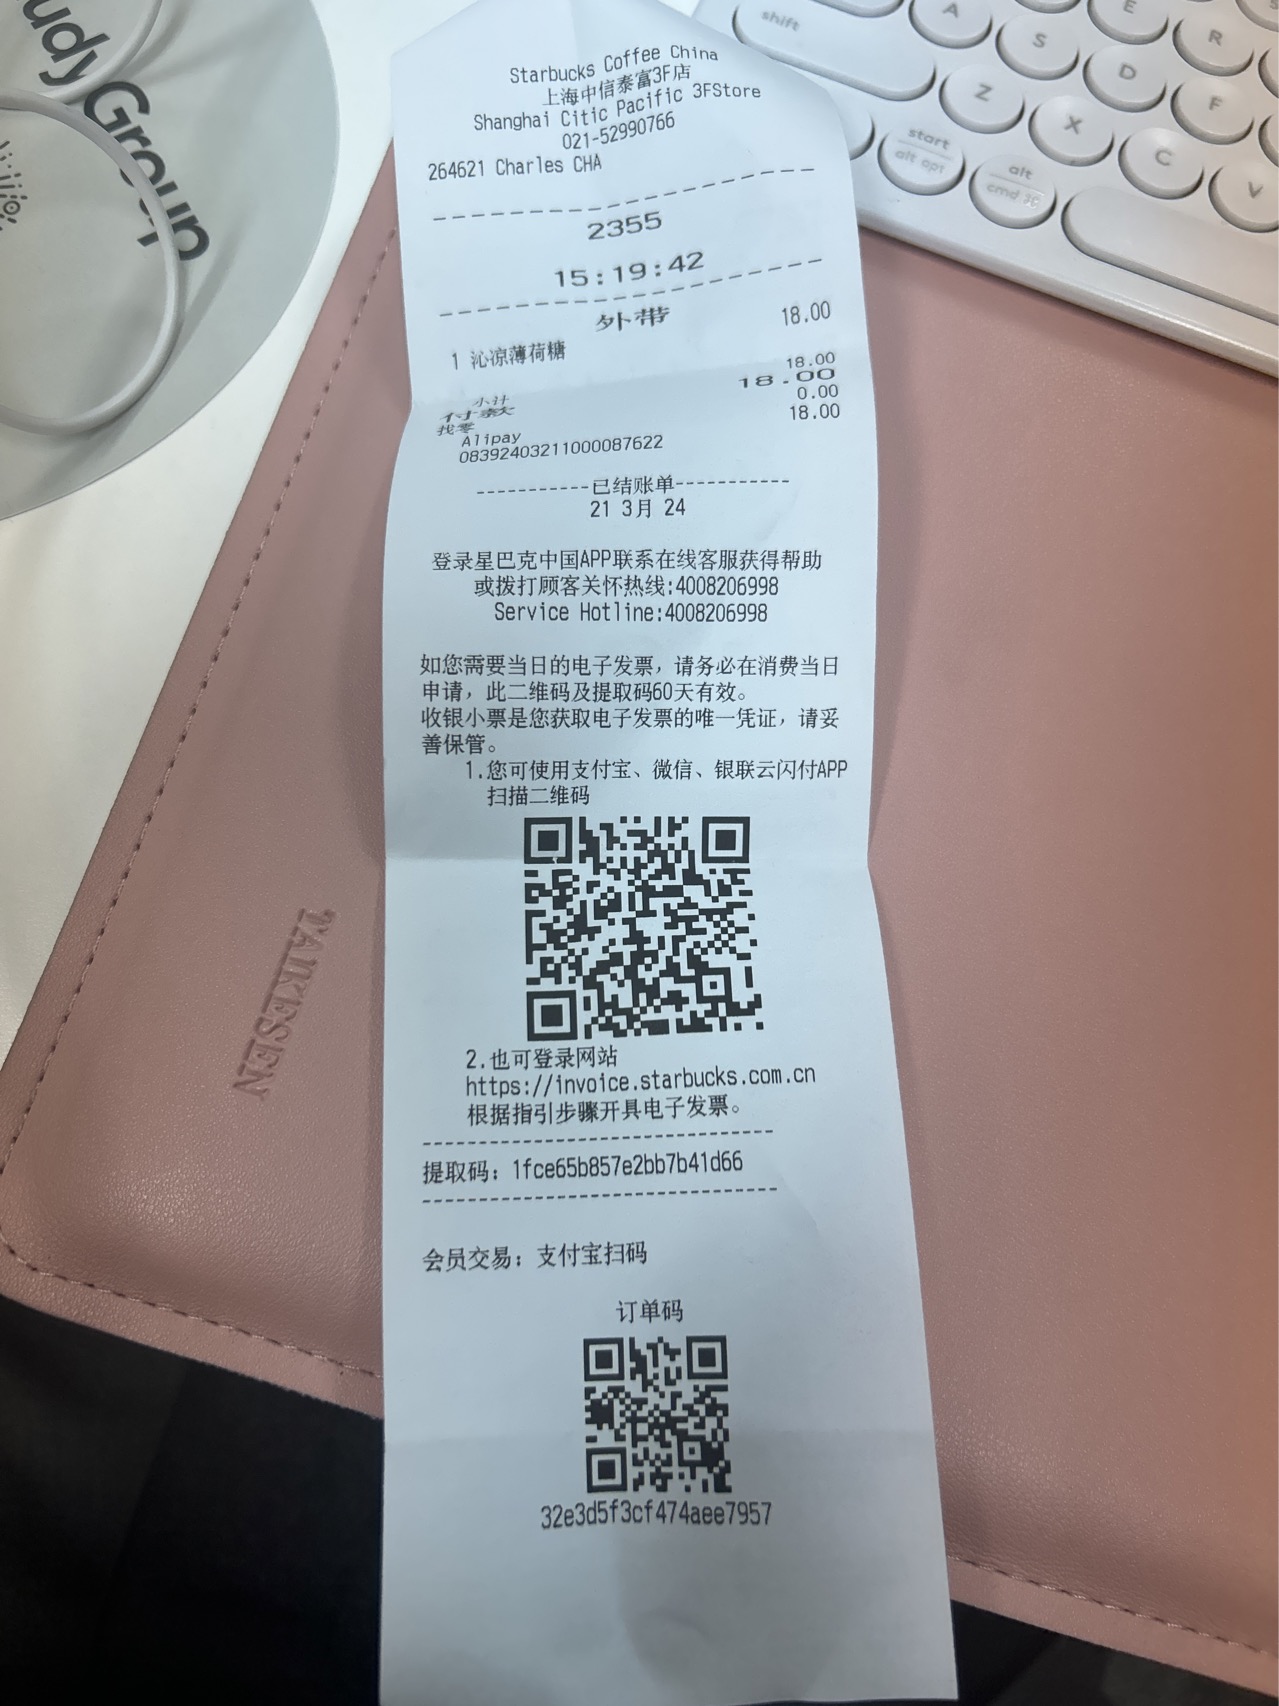 Study Group
shift
A
S
D
E
R
F
Z
X
C
V
start
alt opt
alt
cmd ⌘
Starbucks Coffee China
上海中信泰富3F店
Shanghai Citic Pacific 3FStore
021-52990766
264621 Charles CHA
2355
15:19:42
外带
1 沁凉薄荷糖 18.00
小计 18.00
付款 18.00
找零 0.00
Alipay 18.00
08392403211000087622
-----------已结账单-----------
21 3月 24
登录星巴克中国APP联系在线客服获得帮助
或拨打顾客关怀热线:4008206998
Service Hotline:4008206998
如您需要当日的电子发票，请务必在消费当日
申请，此二维码及提取码60天有效。
收银小票是您获取电子发票的唯一凭证，请妥
善保管。
1.您可使用支付宝、微信、银联云闪付APP
扫描二维码
2.也可登录网站
https://invoice.starbucks.com.cn
根据指引步骤开具电子发票。
提取码：1fce65b857e2bb7b41d66
会员交易：支付宝扫码
订单码
32e3d5f3cf474aee7957
TAIKESEN